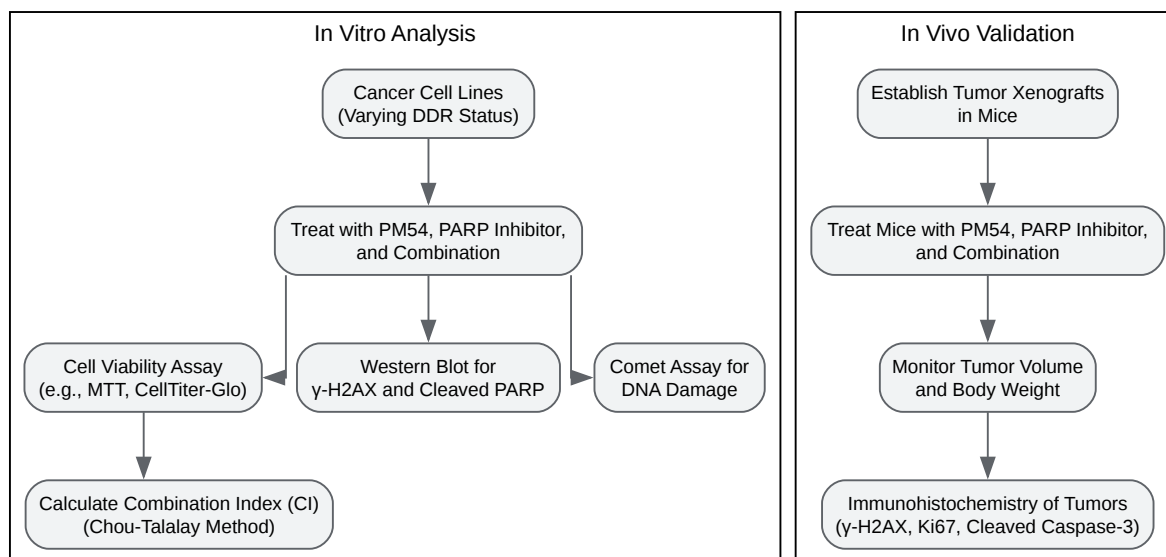 In Vitro Analysis
Cancer Cell Lines
(Varying DDR Status)
Treat with PM54, PARP Inhibitor,
and Combination
Cell Viability Assay
(e.g., MTT, CellTiter-Glo)
Western Blot for
γ-H2AX and Cleaved PARP
Comet Assay for
DNA Damage
Calculate Combination Index (CI)
(Chou-Talalay Method)
In Vivo Validation
Establish Tumor Xenografts
in Mice
Treat Mice with PM54, PARP Inhibitor,
and Combination
Monitor Tumor Volume
and Body Weight
Immunohistochemistry of Tumors
(γ-H2AX, Ki67, Cleaved Caspase-3)